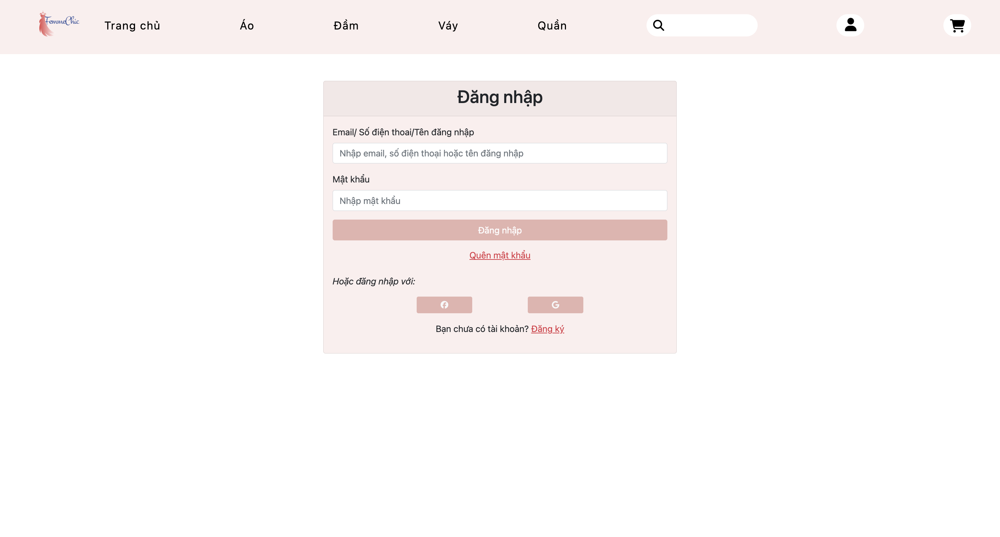 FemmeChic
Trang chủ
Áo
Đầm
Váy
Quần
Đăng nhập
Email/ Số điện thoai/Tên đăng nhập
Nhập email, số điện thoại hoặc tên đăng nhập
Mật khẩu
Nhập mật khẩu
Đăng nhập
Quên mật khẩu
Hoặc đăng nhập với:
Bạn chưa có tài khoản? Đăng ký